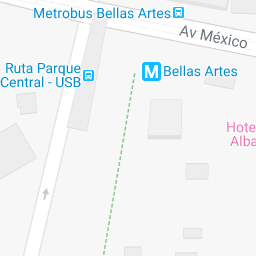 Metrobus Bellas Artes
Av México
Ruta Parque
Central - USB
M Bellas Artes
Hote
Alba